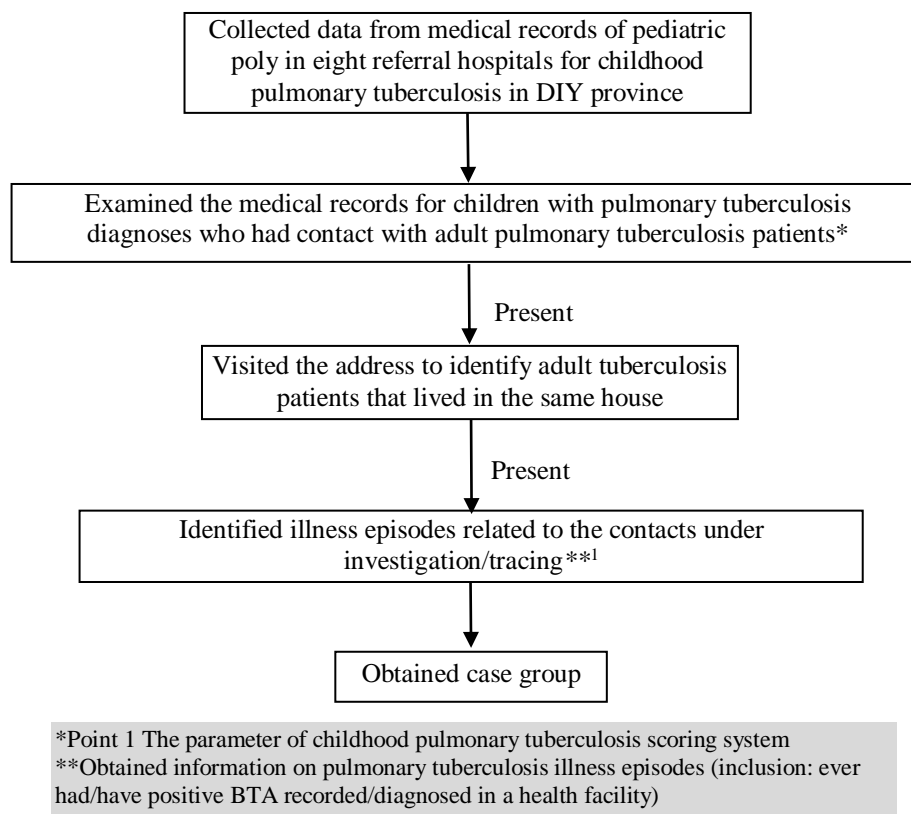 Collected data from medical records of pediatric
poly in eight referral hospitals for childhood
pulmonary tuberculosis in DIY province
Examined the medical records for children with pulmonary tuberculosis
diagnoses who had contact with adult pulmonary tuberculosis patients*
Present
Visited the address to identify adult tuberculosis
patients that lived in the same house
Present
Identified illness episodes related to the contacts under
investigation/tracing**¹
Obtained case group
*Point 1 The parameter of childhood pulmonary tuberculosis scoring system
**Obtained information on pulmonary tuberculosis illness episodes (inclusion: ever
had/have positive BTA recorded/diagnosed in a health facility)